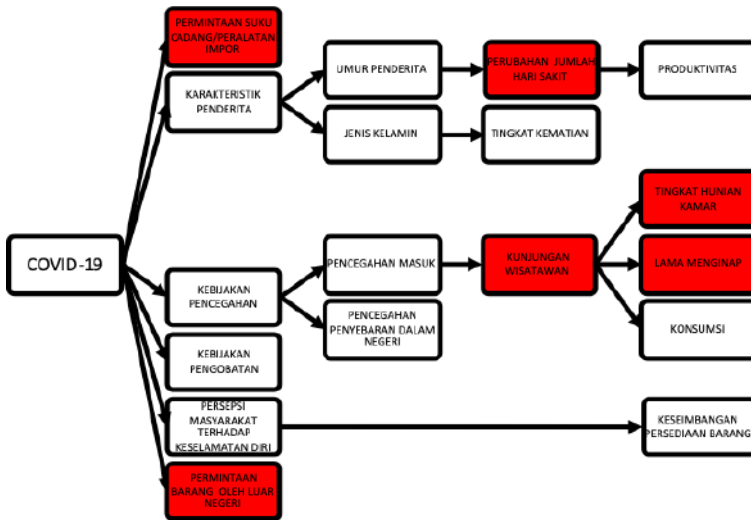 PERMINTAAN SUKU
CADANG/PERALATAN
IMPOR
KARAKTERISTIK
PENDERITA
UMUR PENDERITA
PERUBAHAN JUMLAH
HARI SAKIT
PRODUKTIVITAS
JENIS KELAMIN
TINGKAT KEMATIAN
COVID-19
KEBIJAKAN
PENCEGAHAN
PENCEGAHAN MASUK
KUNJUNGAN
WISATAWAN
TINGKAT HUNIAN
KAMAR
LAMA MENGINAP
KONSUMSI
PENCEGAHAN
PENYEBARAN DALAM
NEGERI
KEBIJAKAN
PENGOBATAN
PERSEPSI
MASYARAKAT
TERHADAP
KESELAMATAN DIRI
KESEIMBANGAN
PERSEDIAAN BARANG
PERMINTAAN
BARANG OLEH LUAR
NEGERI